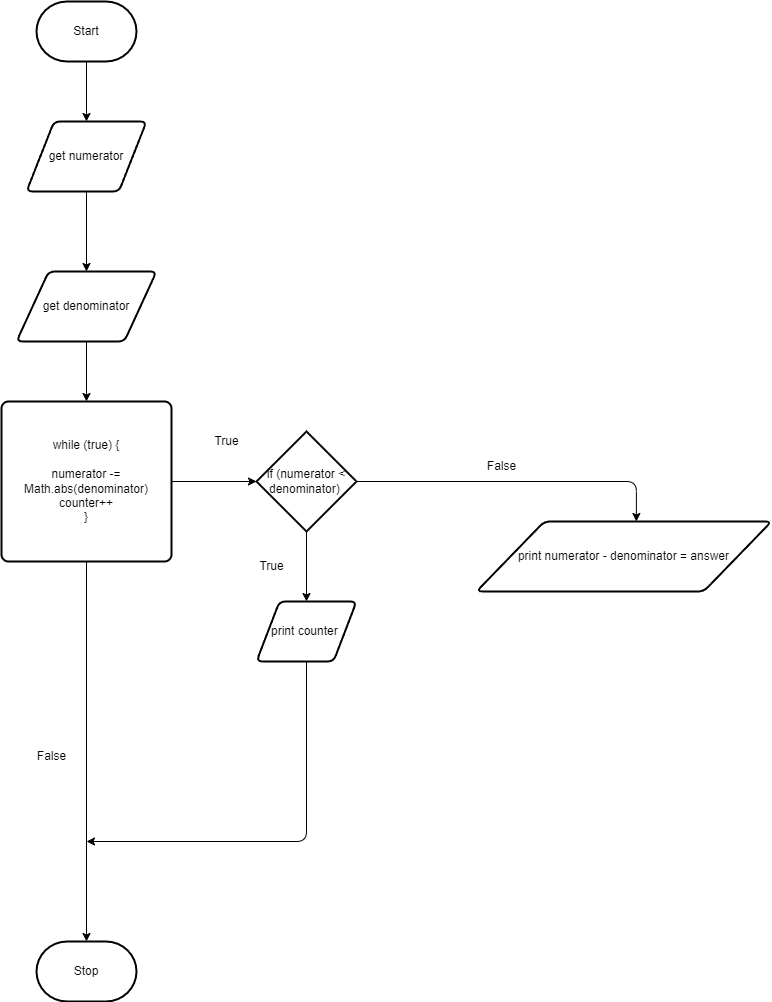 Start
get numerator
get denominator
while (true) {
numerator -=
Math.abs(denominator)
counter++
}
True
if (numerator <
denominator)
False
print numerator - denominator = answer
True
print counter
False
Stop